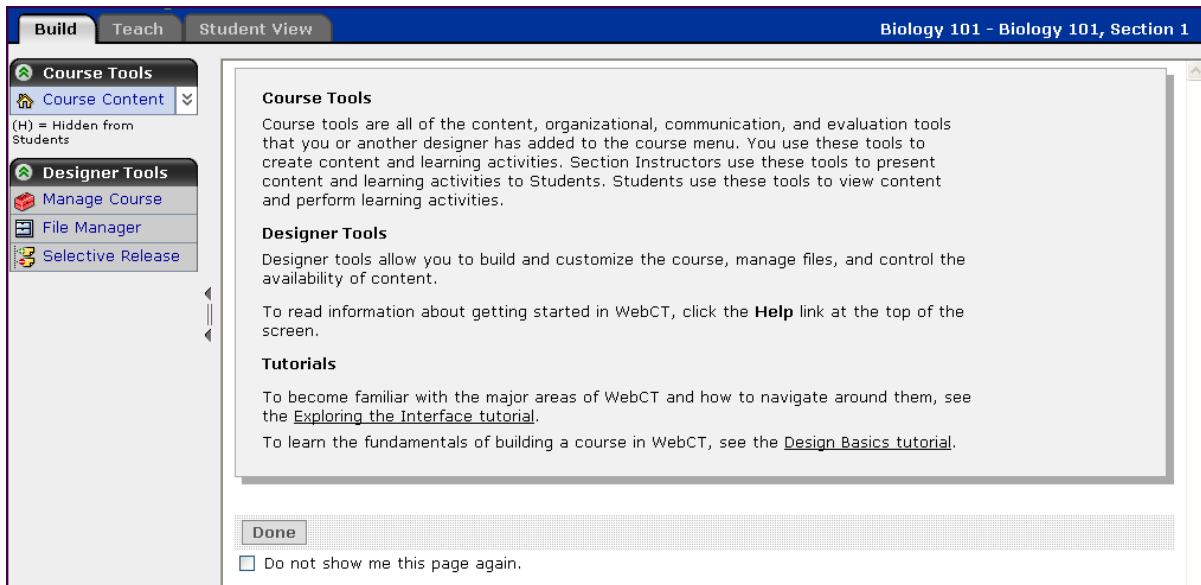 Build Teach Student View Biology 101 - Biology 101, Section 1
Course Tools
Course Content
(H) = Hidden from
Students
Designer Tools
Manage Course
File Manager
Selective Release
Course Tools
Course tools are all of the content, organizational, communication, and evaluation tools
that you or another designer has added to the course menu. You use these tools to
create content and learning activities. Section Instructors use these tools to present
content and learning activities to Students. Students use these tools to view content
and perform learning activities.
Designer Tools
Designer tools allow you to build and customize the course, manage files, and control the
availability of content.
To read information about getting started in WebCT, click the Help link at the top of the
screen.
Tutorials
To become familiar with the major areas of WebCT and how to navigate around them, see
the Exploring the Interface tutorial.
To learn the fundamentals of building a course in WebCT, see the Design Basics tutorial.
Done
Do not show me this page again.